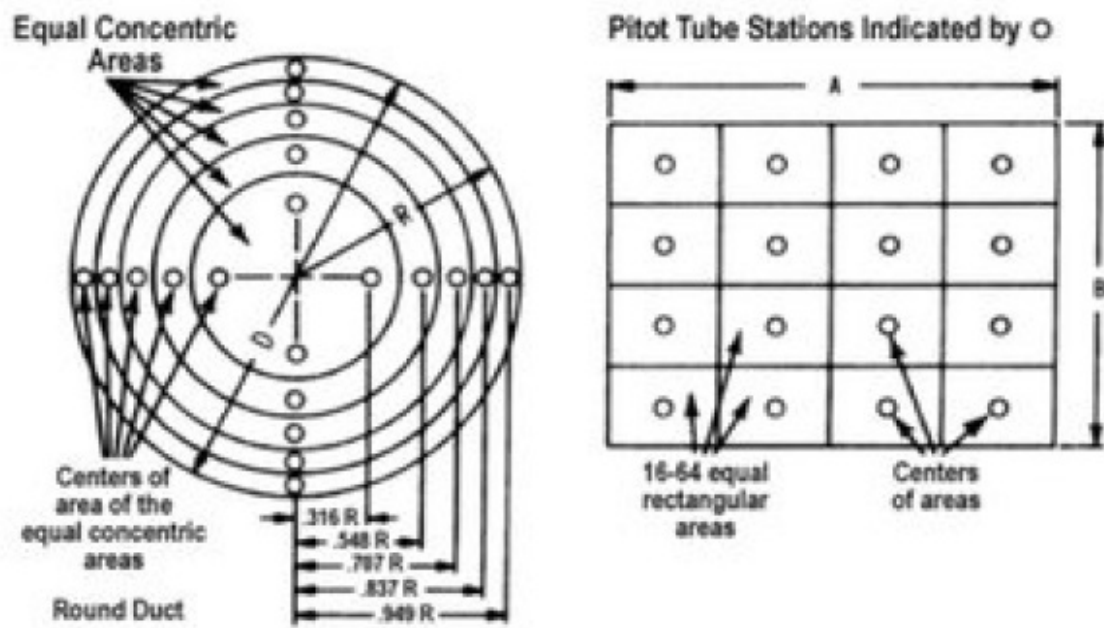 Equal Concentric
Areas
Pitot Tube Stations Indicated by O
A
R
D
B
Centers of
area of the
equal concentric
areas
.316 R
.548 R
.707 R
.837 R
.949 R
Round Duct
16-64 equal
rectangular
areas
Centers
of areas